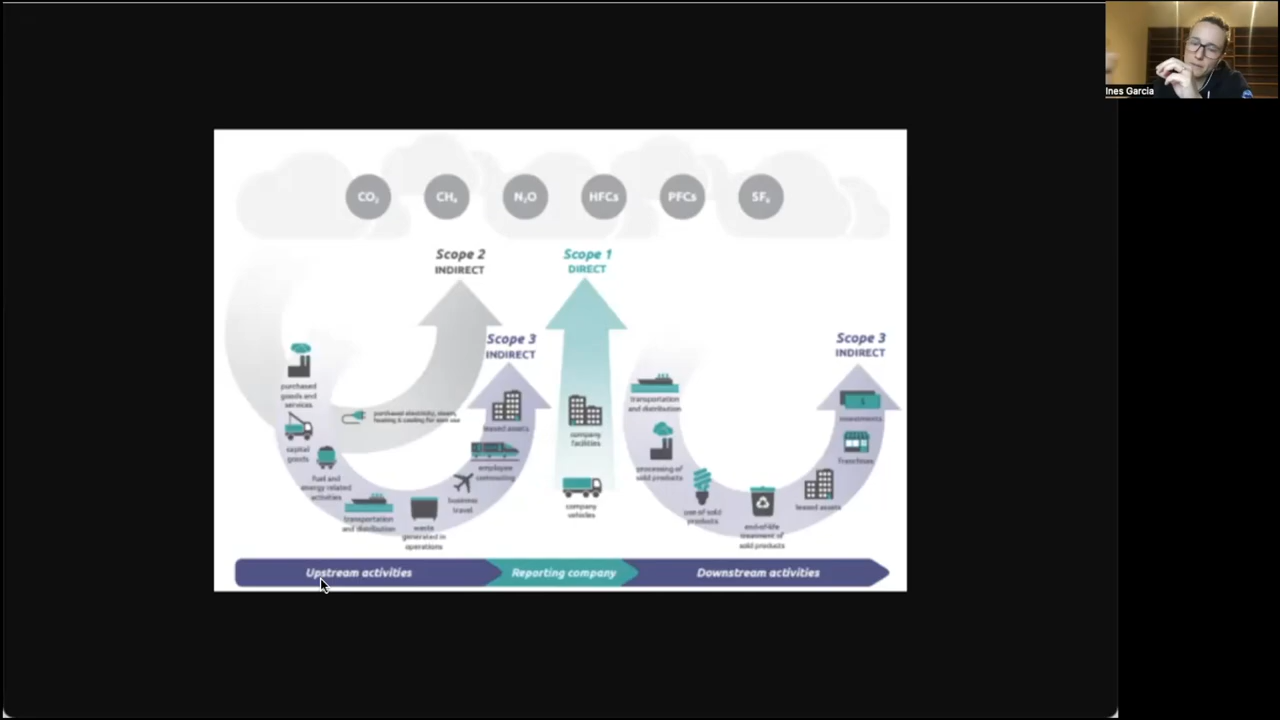 Ines Garcia
CO₂
CH₄
N₂O
HFCs
PFCs
SF₆
Scope 2
INDIRECT
Scope 1
DIRECT
Scope 3
INDIRECT
Scope 3
INDIRECT
purchased
goods and
services
purchased electricity, steam,
heating & cooling for own use
capital
goods
fuel and
energy related
activities
transportation
and distribution
waste
generated in
operations
business
travel
employee
commuting
leased assets
company
facilities
company
vehicles
transportation
and distribution
processing of
sold products
use of sold
products
end-of-life
treatment of
sold products
leased assets
franchises
investments
Upstream activities
Reporting company
Downstream activities